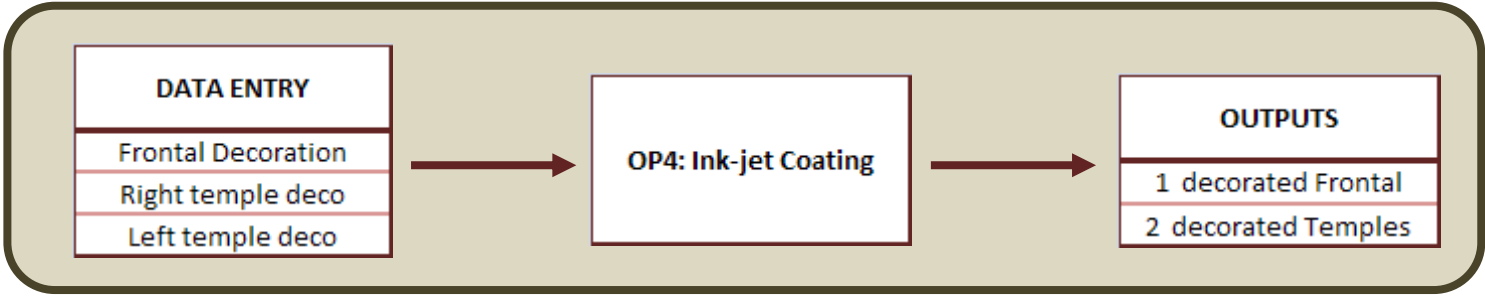 DATA ENTRY
Frontal Decoration
Right temple deco
Left temple deco
OP4: Ink-jet Coating
OUTPUTS
1 decorated Frontal
2 decorated Temples